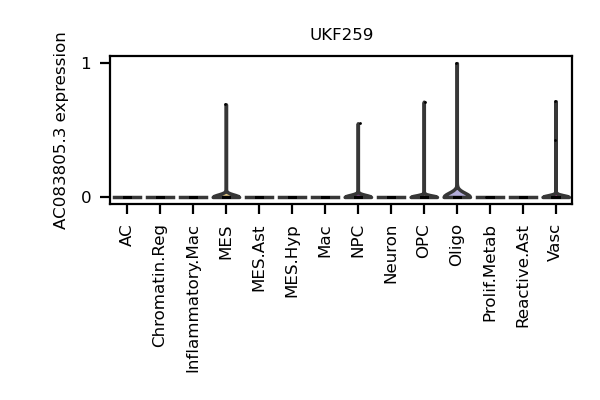 UKF259
AC083805.3 expression
1
0
AC
Chromatin.Reg
Inflammatory.Mac
MES
MES.Ast
MES.Hyp
Mac
NPC
Neuron
OPC
Oligo
Prolif.Metab
Reactive.Ast
Vasc